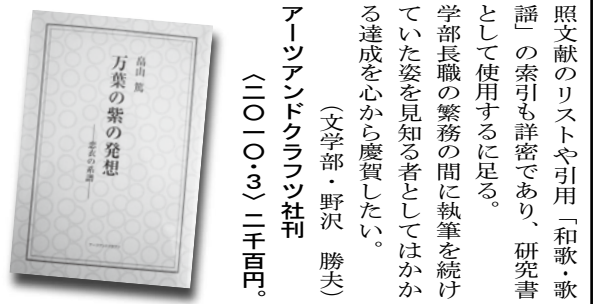 照文献のリストや引用「和歌・歌
謡」の索引も詳密であり、研究書
として使用するに足る。
学部長職の繁務の間に執筆を続け
ていた姿を見知る者としてはかか
る達成を心から慶賀したい。
(文学部・野沢　勝夫)
アーツアンドクラフツ社刊
〈二〇一〇・3〉二千百円。
畠山 篤
万葉の紫の発想
――恋衣の系譜